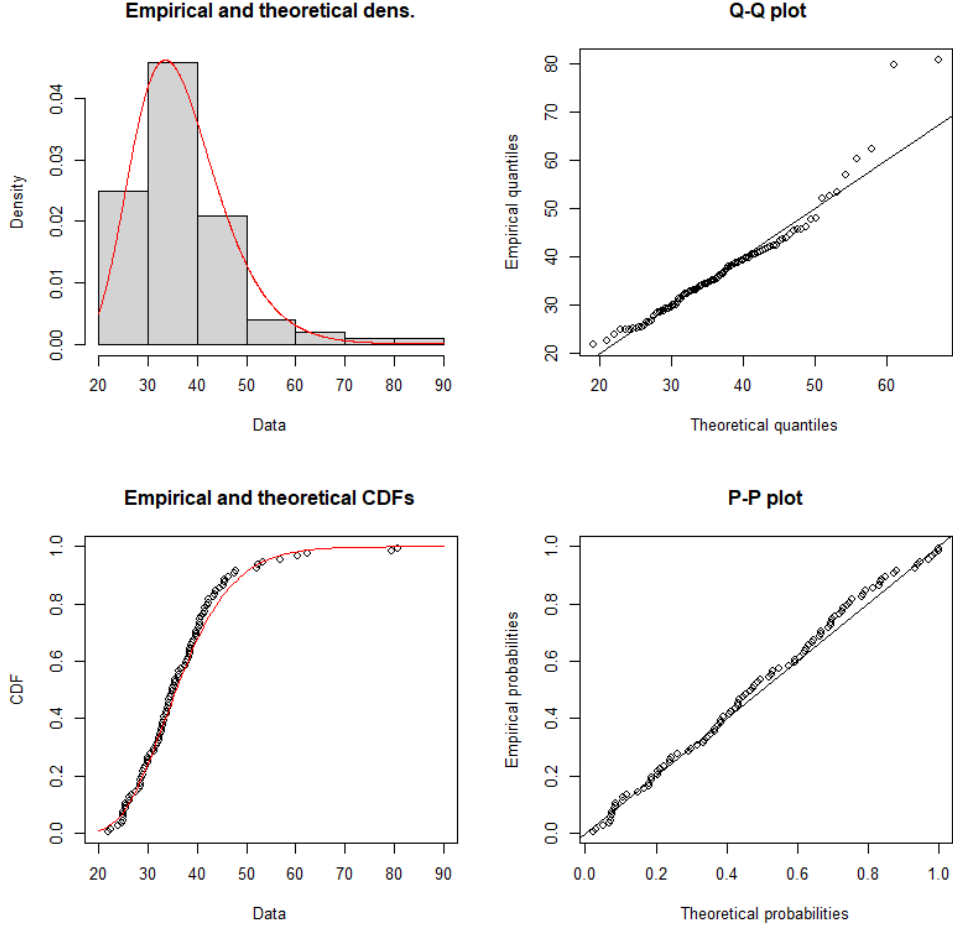 Empirical and theoretical dens.
Density
0.00 0.01 0.02 0.03 0.04
20 30 40 50 60 70 80 90
Data
Q-Q plot
Empirical quantiles
20 30 40 50 60 70 80
20 30 40 50 60
Theoretical quantiles
Empirical and theoretical CDFs
CDF
0.0 0.2 0.4 0.6 0.8 1.0
20 30 40 50 60 70 80 90
Data
P-P plot
Empirical probabilities
0.0 0.2 0.4 0.6 0.8 1.0
0.0 0.2 0.4 0.6 0.8 1.0
Theoretical probabilities